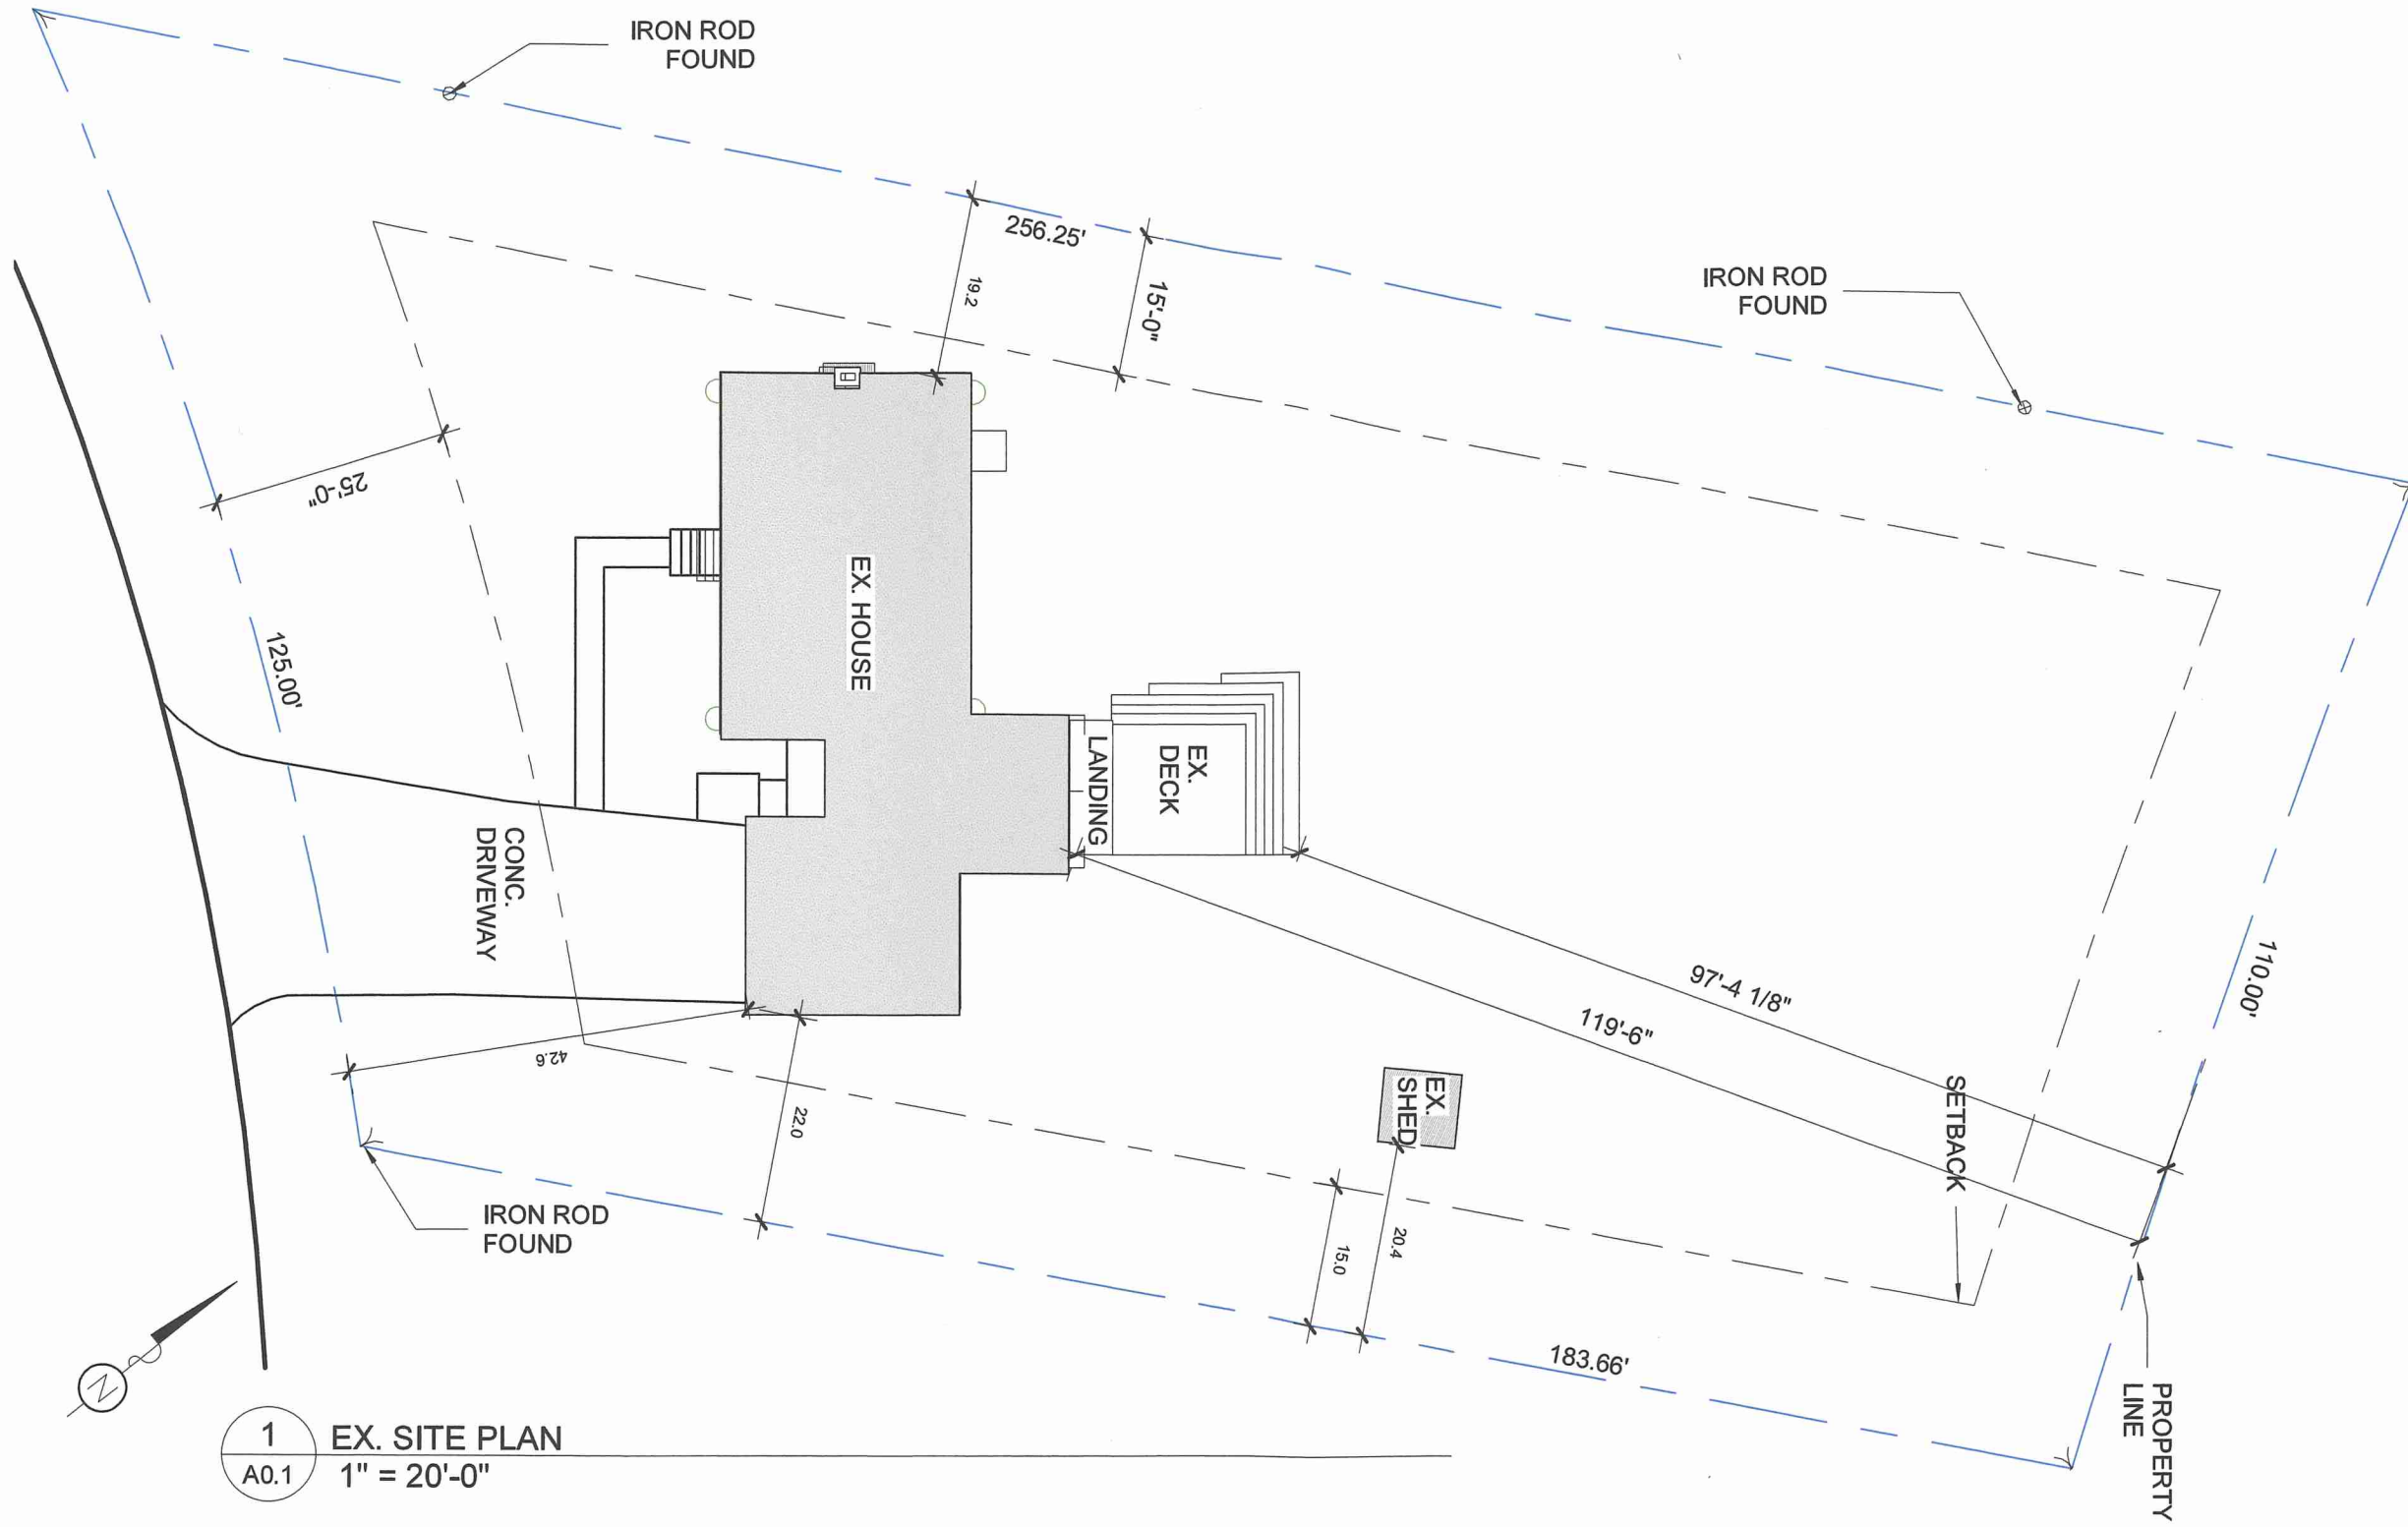 IRON ROD
FOUND
256.25'
19.2
15'-0"
IRON ROD
FOUND
25'-0"
EX. HOUSE
125.00'
LANDING
EX.
DECK
CONC.
DRIVEWAY
97'-4 1/8"
119'-6"
110.00'
42.6
22.0
EX.
SHED
SETBACK
IRON ROD
FOUND
15.0
20.4
183.66'
PROPERTY
LINE
N
1
A0.1
EX. SITE PLAN
1" = 20'-0"